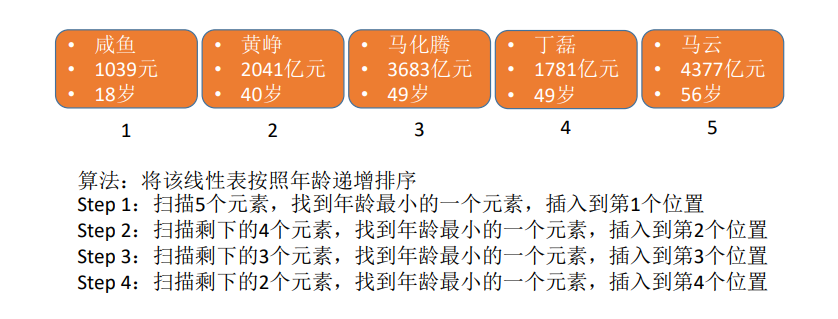 • 咸鱼
• 1039元
• 18岁
• 黄峥
• 2041亿元
• 40岁
• 马化腾
• 3683亿元
• 49岁
• 丁磊
• 1781亿元
• 49岁
• 马云
• 4377亿元
• 56岁
1 2 3 4 5
算法：将该线性表按照年龄递增排序
Step 1：扫描5个元素，找到年龄最小的一个元素，插入到第1个位置
Step 2：扫描剩下的4个元素，找到年龄最小的一个元素，插入到第2个位置
Step 3：扫描剩下的3个元素，找到年龄最小的一个元素，插入到第3个位置
Step 4：扫描剩下的2个元素，找到年龄最小的一个元素，插入到第4个位置